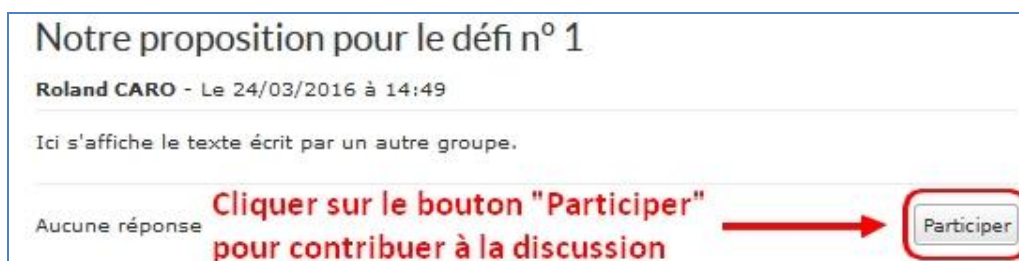 Notre proposition pour le défi n° 1
Roland CARO - Le 24/03/2016 à 14:49
Ici s'affiche le texte écrit par un autre groupe.
Aucune réponse
Cliquer sur le bouton "Participer"
pour contribuer à la discussion
Participer